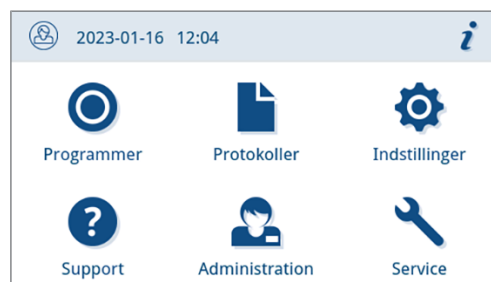 2023-01-16 12:04 i
Programmer Protokoller Indstillinger
? Support Administration Service